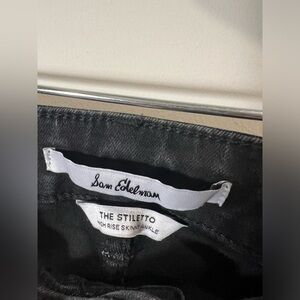 Sam Edelman
THE STILETTO
RISE SKINNY ANKLE